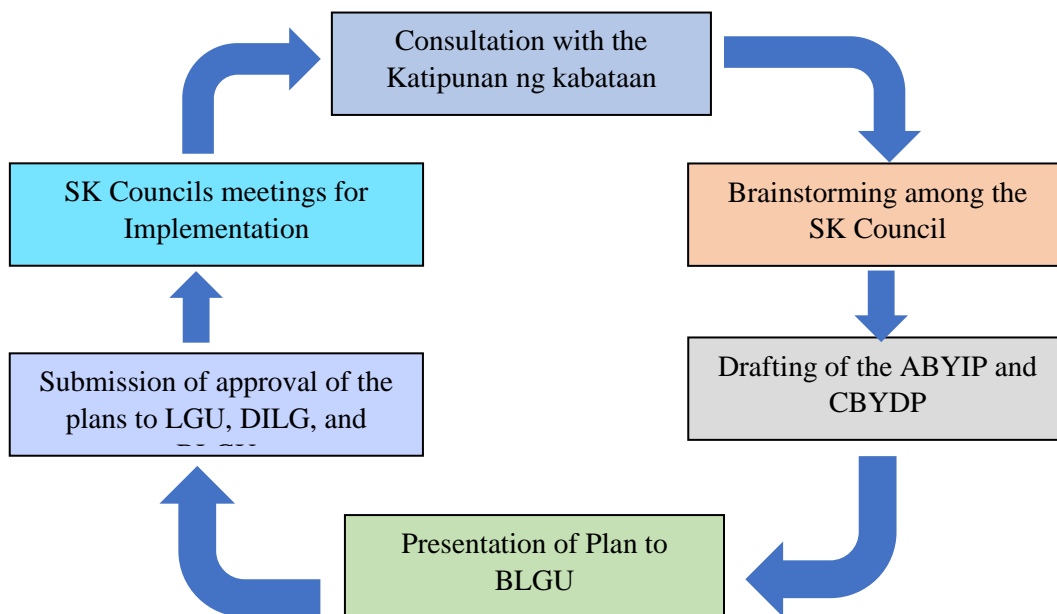 Consultation with the
Katipunan ng kabataan
Brainstorming among the
SK Council
Drafting of the ABYIP and
CBYDP
Presentation of Plan to
BLGU
Submission of approval of the
plans to LGU, DILG, and
SK Councils meetings for
Implementation